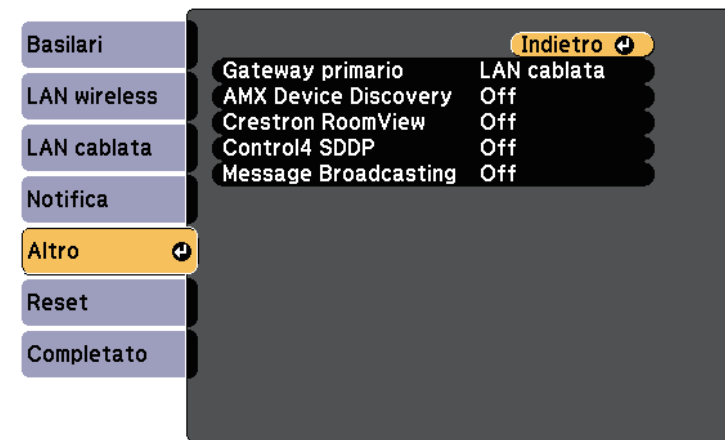 Basilari
LAN wireless
LAN cablata
Notifica
Altro
Reset
Completato
Indietro
Gateway primario LAN cablata
AMX Device Discovery Off
Crestron RoomView Off
Control4 SDDP Off
Message Broadcasting Off